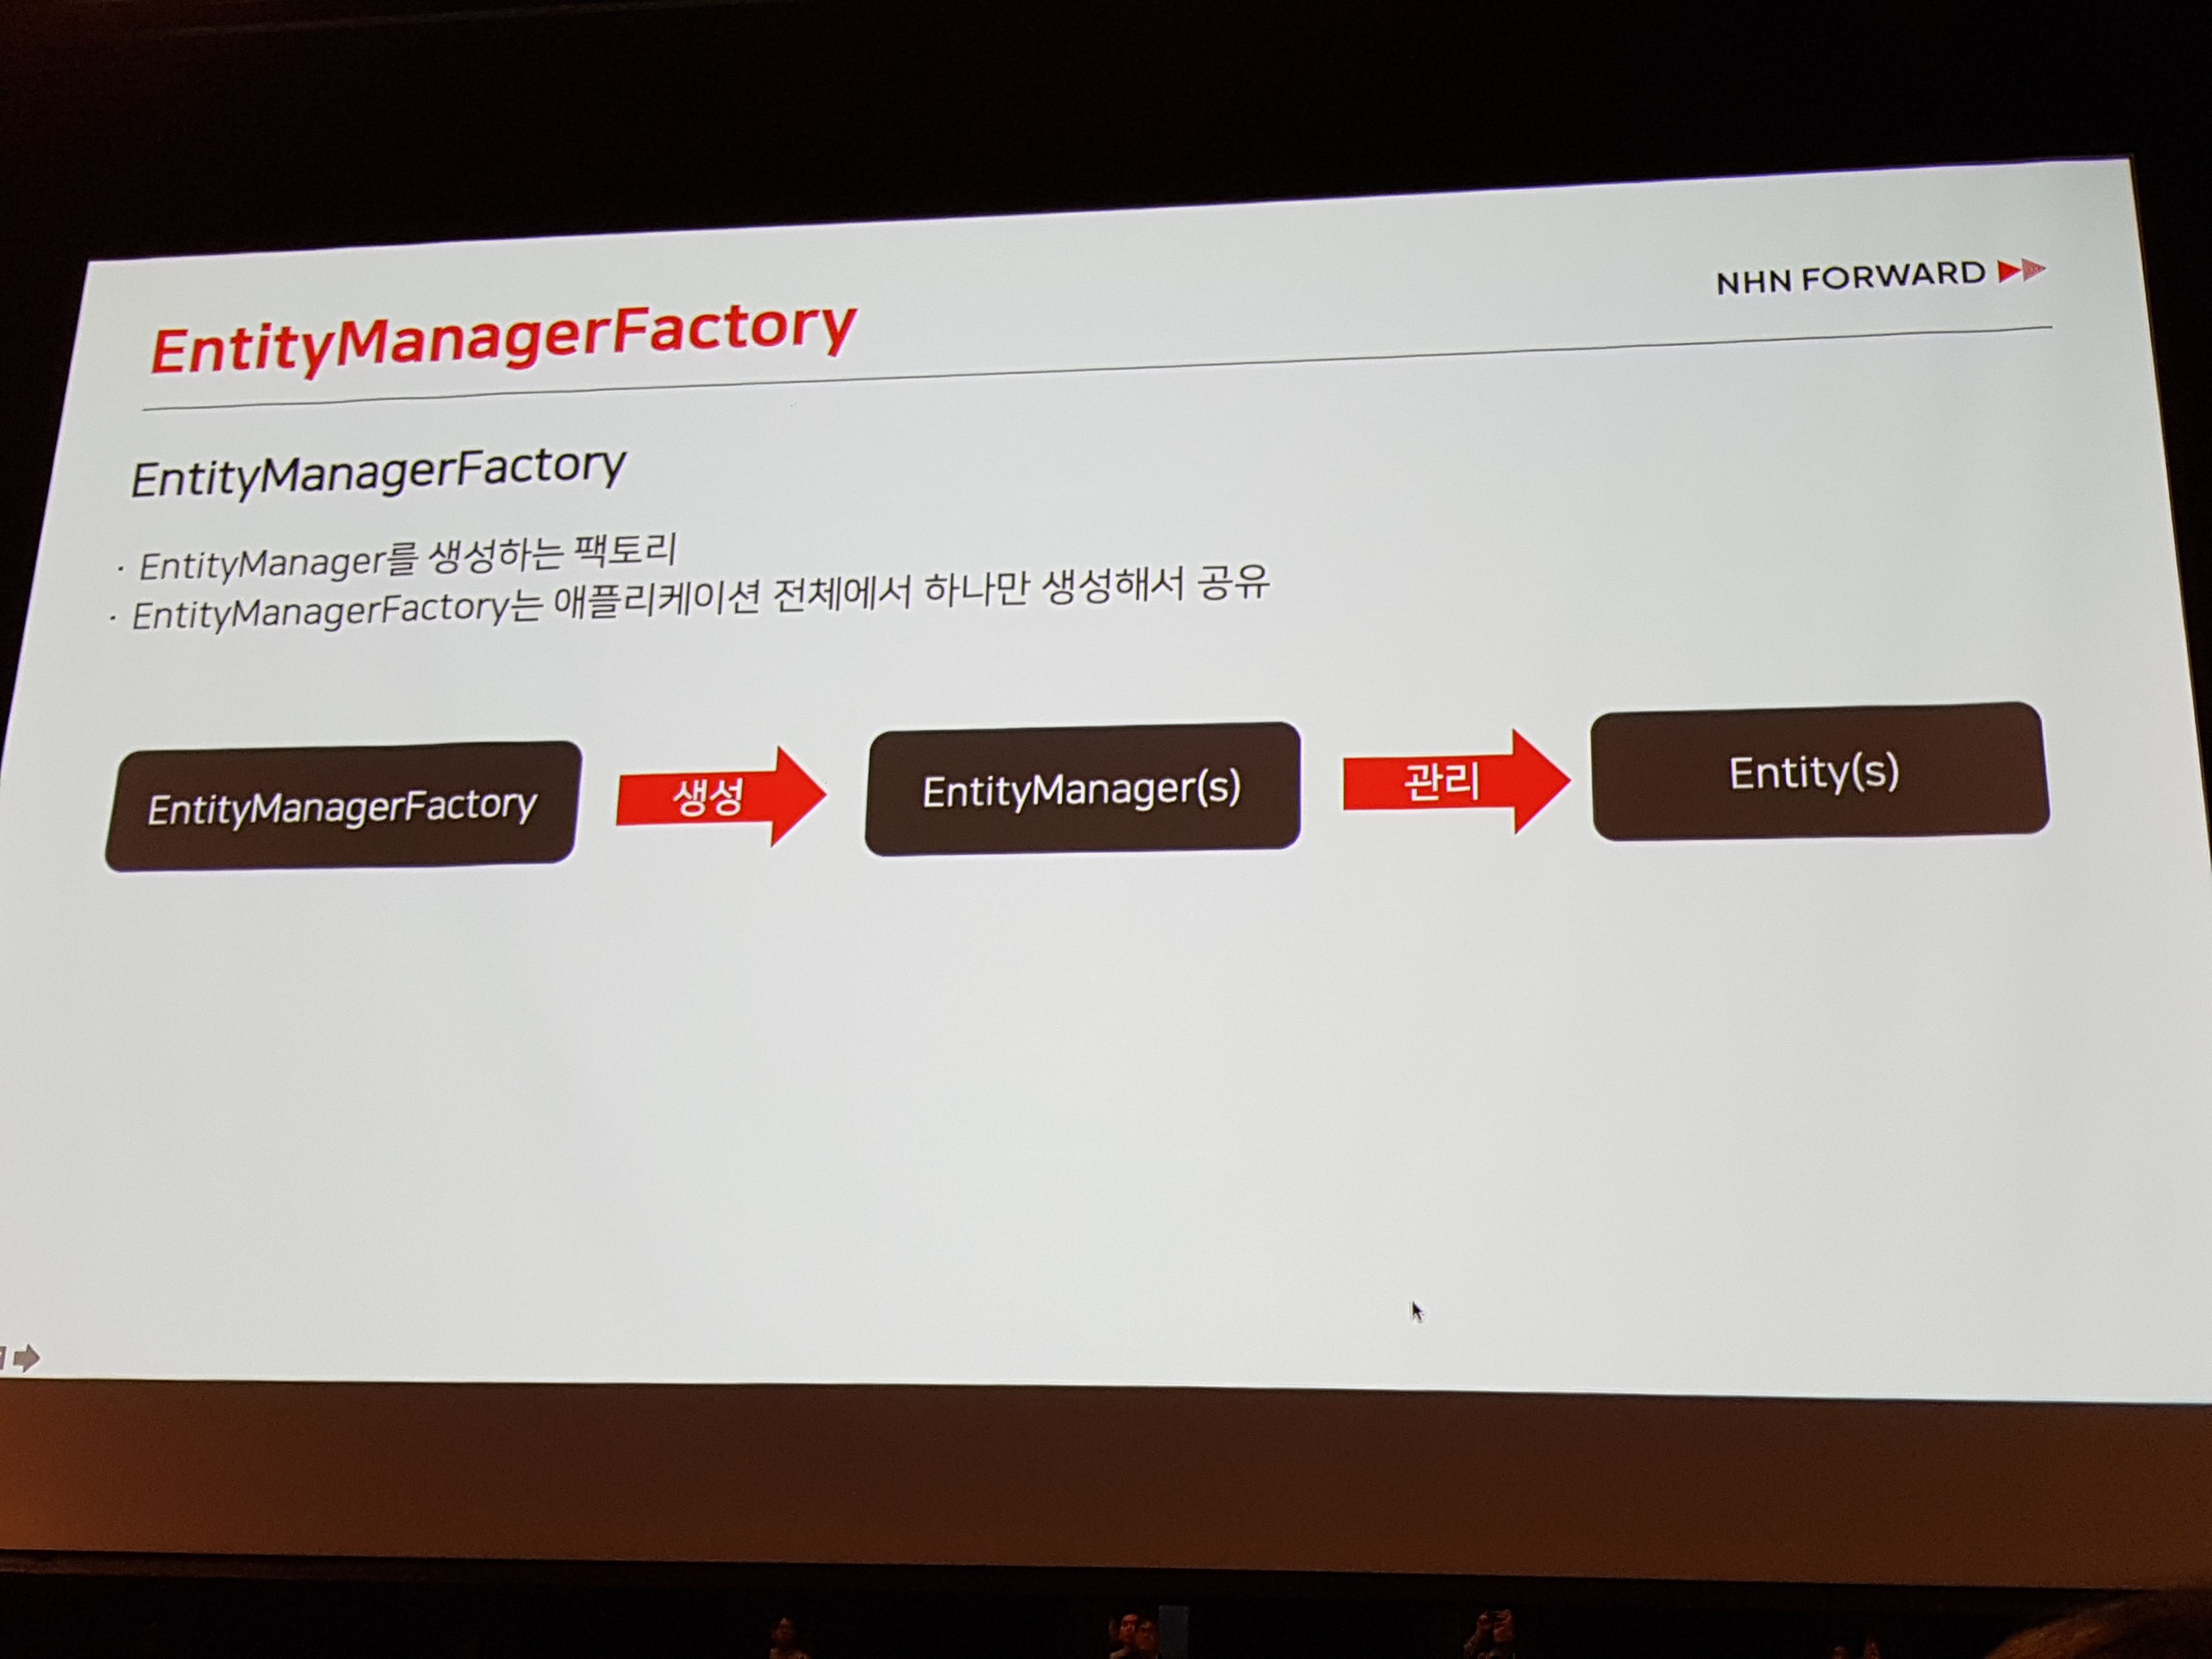 NHN FORWARD
EntityManagerFactory
EntityManagerFactory
· EntityManager를 생성하는 팩토리
· EntityManagerFactory는 애플리케이션 전체에서 하나만 생성해서 공유
EntityManagerFactory
생성
EntityManager(s)
관리
Entity(s)